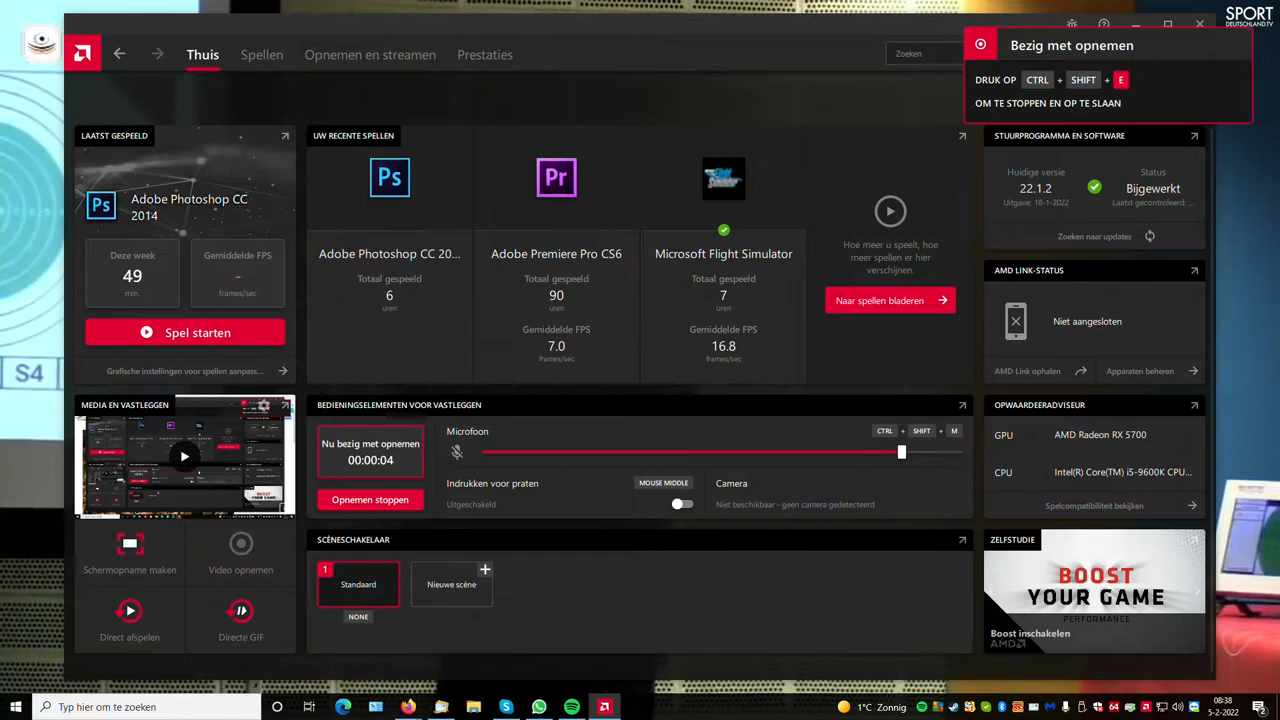 SPORT
DEUTSCHLAND.TV
Thuis
Spellen
Opnemen en streamen
Prestaties
Zoeken
Bezig met opnemen
DRUK OP CTRL + SHIFT + E
OM TE STOPPEN EN OP TE SLAAN
LAATST GESPEELD
Ps
Adobe Photoshop CC
2014
Deze week
49
min.
Gemiddelde FPS
-
frames/sec
Spel starten
Grafische instellingen voor spellen aanpass...
UW RECENTE SPELLEN
Ps
Adobe Photoshop CC 20...
Totaal gespeeld
6
uren
Pr
Adobe Premiere Pro CS6
Totaal gespeeld
90
uren
Gemiddelde FPS
7.0
frames/sec
Microsoft Flight Simulator
Totaal gespeeld
7
uren
Gemiddelde FPS
16.8
frames/sec
Hoe meer u speelt, hoe
meer spellen er hier
verschijnen.
Naar spellen bladeren
STUURPROGRAMMA EN SOFTWARE
Huidige versie
22.1.2
Uitgave: 18-1-2022
Status
Bijgewerkt
Laatst gecontroleerd: ...
Zoeken naar updates
AMD LINK-STATUS
Niet aangesloten
AMD Link ophalen
Apparaten beheren
S4
MEDIA EN VASTLEGGEN
Schermopname maken
Video opnemen
Direct afspelen
Directe GIF
BEDIENINGSELEMENTEN VOOR VASTLEGGEN
Nu bezig met opnemen
00:00:04
Opnemen stoppen
Microfoon
CTRL + SHIFT + M
Indrukken voor praten
MOUSE MIDDLE
Uitgeschakeld
Camera
Niet beschikbaar - geen camera gedetecteerd
SCÈNESCHAKELAAR
1
Standaard
NONE
Nieuwe scène
OPWAARDEERADVISEUR
GPU AMD Radeon RX 5700
CPU Intel(R) Core(TM) i5-9600K CPU...
Spelcompatibiliteit bekijken
ZELFSTUDIE
BOOST
YOUR GAME
PERFORMANCE
Boost inschakelen
AMD
Typ hier om te zoeken
1°C Zonnig
08:38
5-2-2022